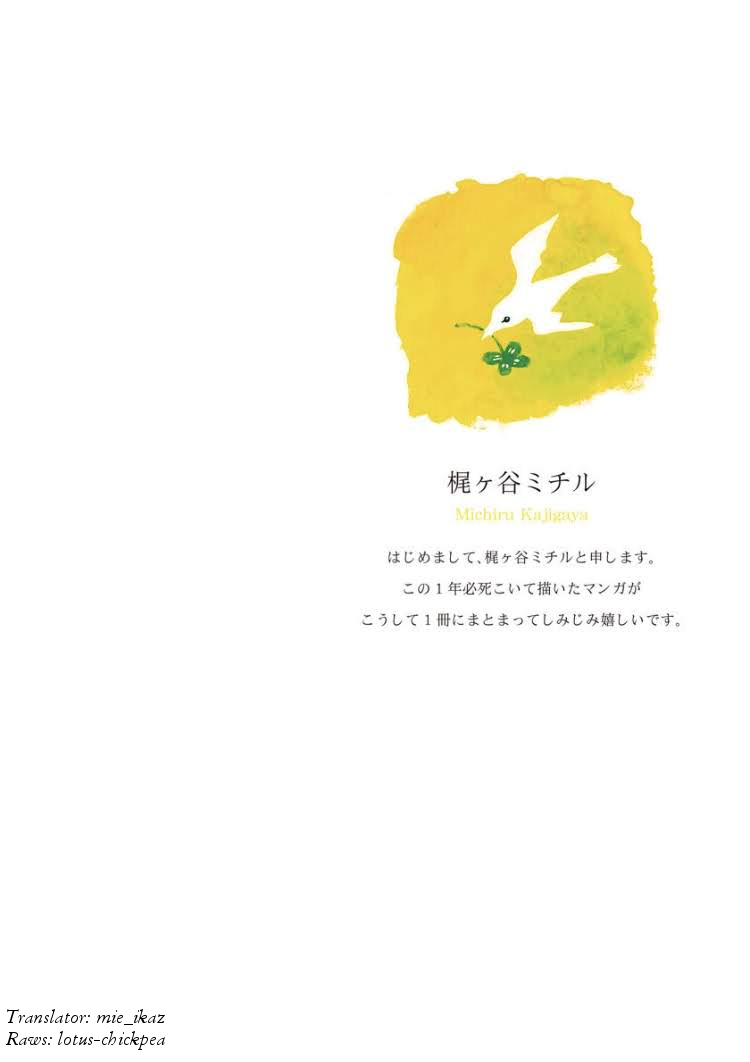 梶ヶ谷ミチル
Michiru Kajigaya
はじめまして、梶ヶ谷ミチルと申します。
この1年必死こいて描いたマンガが
こうして1冊にまとまってしみじみ嬉しいです。
Translator: mie_ikaz
Raws: lotus-chickpea